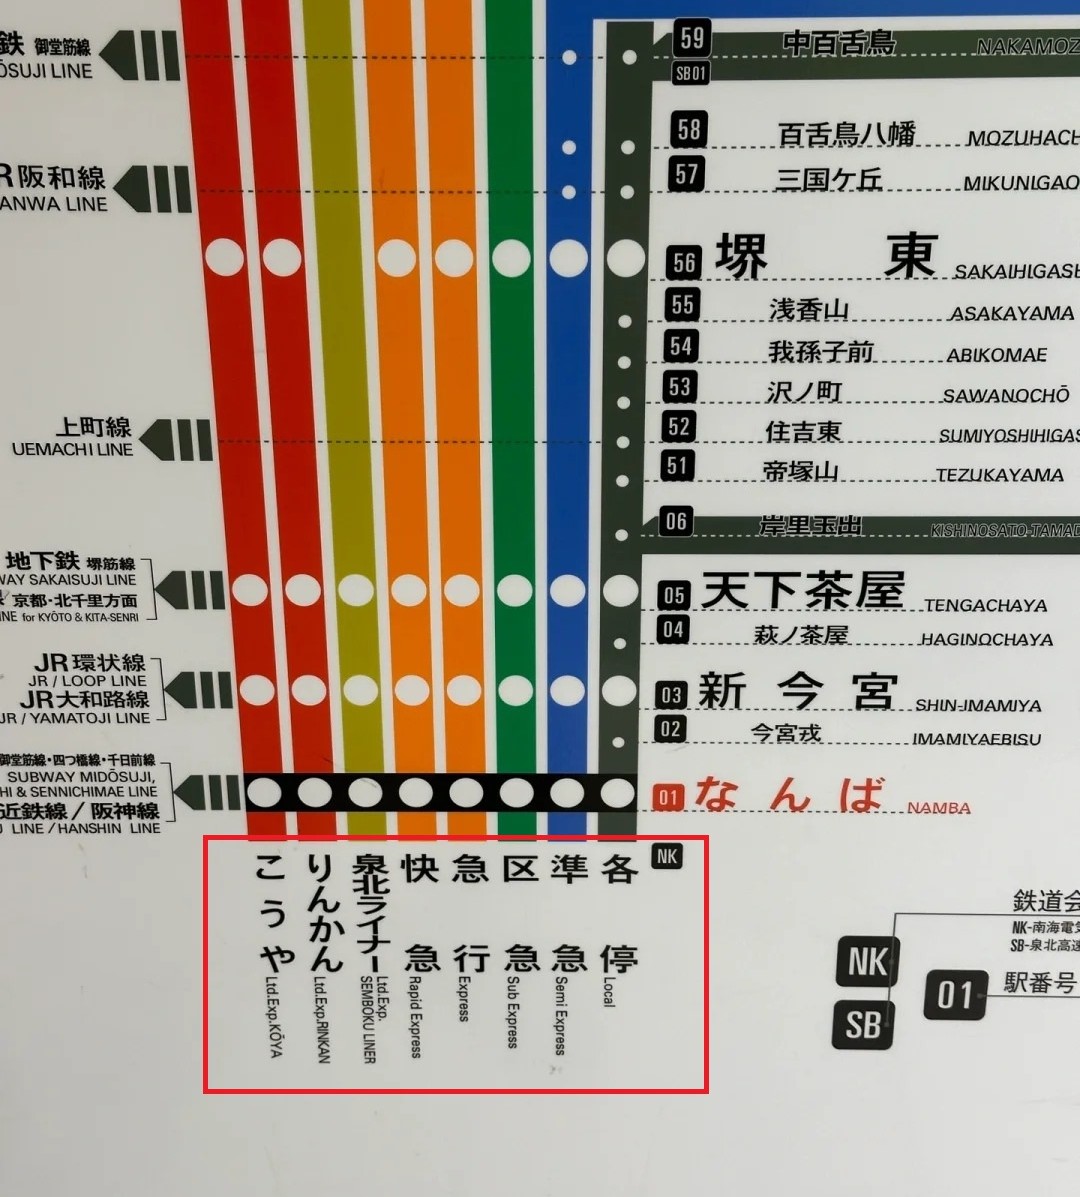 鉄 御堂筋線
ŌSUJI LINE
59 中百舌鳥 NAKAMOZ
SB01
58 百舌鳥八幡 MOZUHACH
R阪和線
ANWA LINE
57 三国ケ丘 MIKUNIGAO
56 堺東 SAKAIHIGASH
55 浅香山 ASAKAYAMA
54 我孫子前 ABIKOMAE
53 沢ノ町 SAWANOCHŌ
上町線
UEMACHI LINE
52 住吉東 SUMIYOSHIHIGAS
51 帝塚山 TEZUKAYAMA
06 岸里玉出 KISHINOSATO-TAMAD
地下鉄 堺筋線
WAY SAKAISUJI LINE
京都・北千里方面
INE for KYŌTO & KITA-SENRI
05 天下茶屋 TENGACHAYA
04 萩ノ茶屋 HAGINOCHAYA
JR環状線
JR / LOOP LINE
JR大和路線
JR / YAMATOJI LINE
03 新今宮 SHIN-IMAMIYA
02 今宮戎 IMAMIYAEBISU
御堂筋線・四つ橋線・千日前線
SUBWAY MIDŌSUJI,
HI & SENNICHIMAE LINE
近鉄線 / 阪神線
U LINE / HANSHIN LINE
01 なんば NAMBA
NK
こうや Ltd.Exp.KŌYA
りんかん Ltd.Exp.RINKAN
泉北ライナー Ltd.Exp. SEMBOKU LINER
快急 Rapid Express
急行 Express
区急 Sub Express
準急 Semi Express
各停 Local
鉄道会
NK-南海電気
SB-泉北高速
NK
SB
01
駅番号